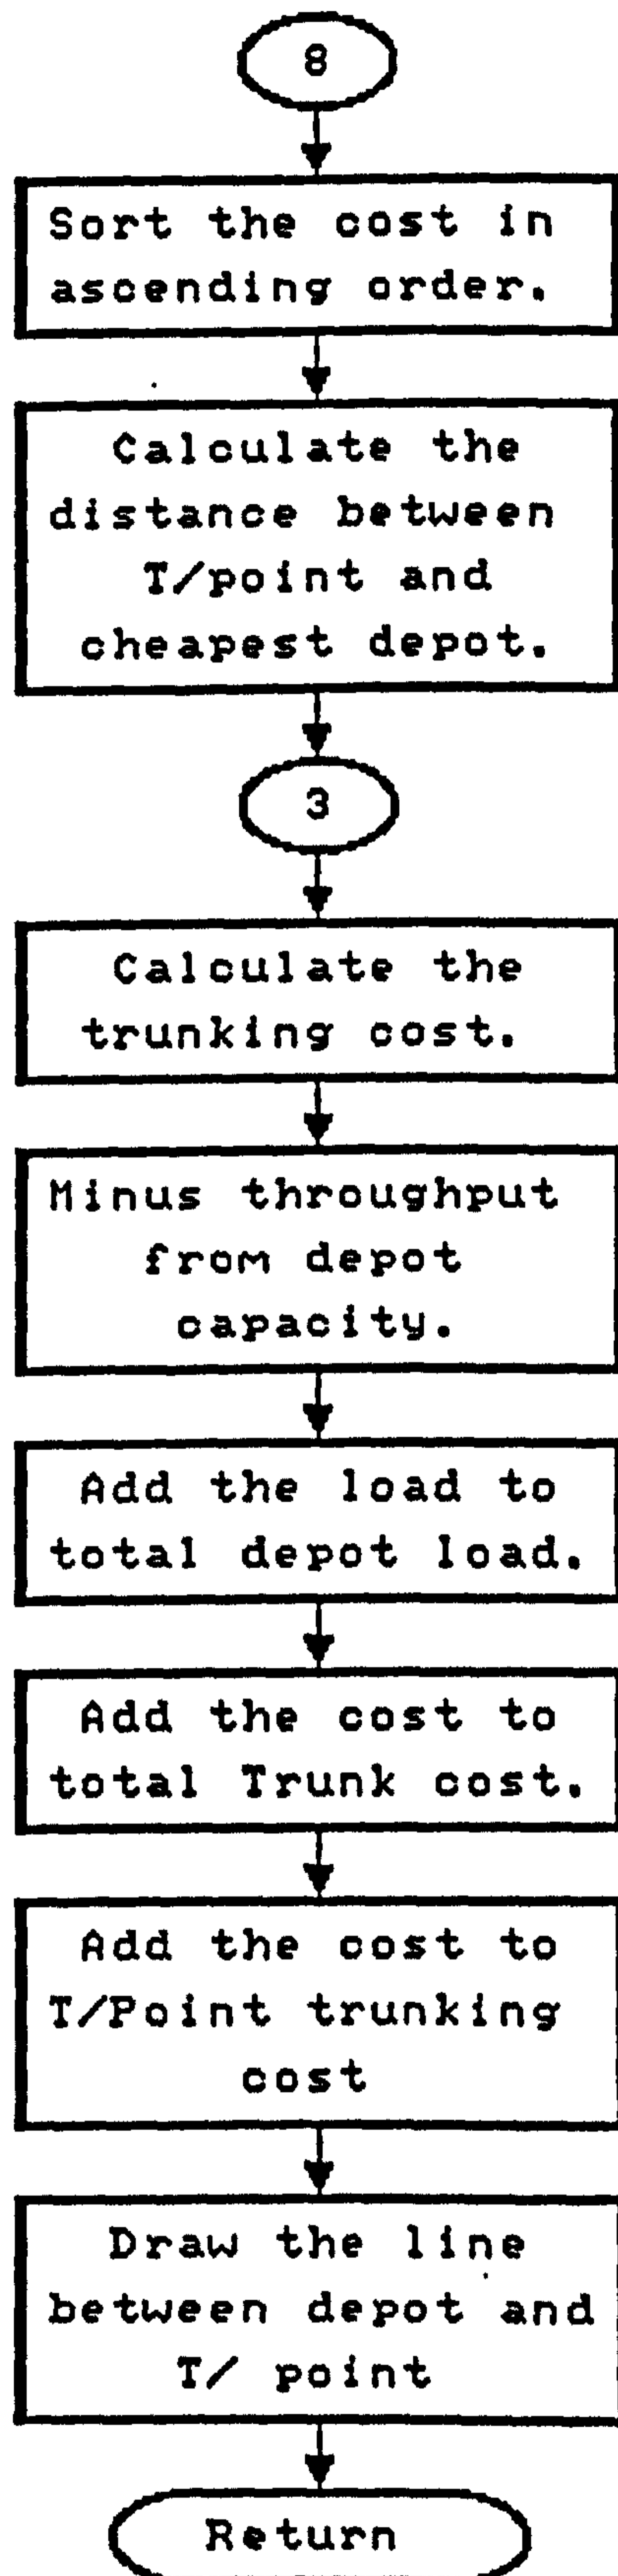 8
Sort the cost in
ascending order.
Calculate the
distance between
T/point and
cheapest depot.
3
Calculate the
trunking cost.
Minus throughput
from depot
capacity.
Add the load to
total depot load.
Add the cost to
total Trunk cost.
Add the cost to
T/Point trunking
cost
Draw the line
between depot and
T/ point
Return